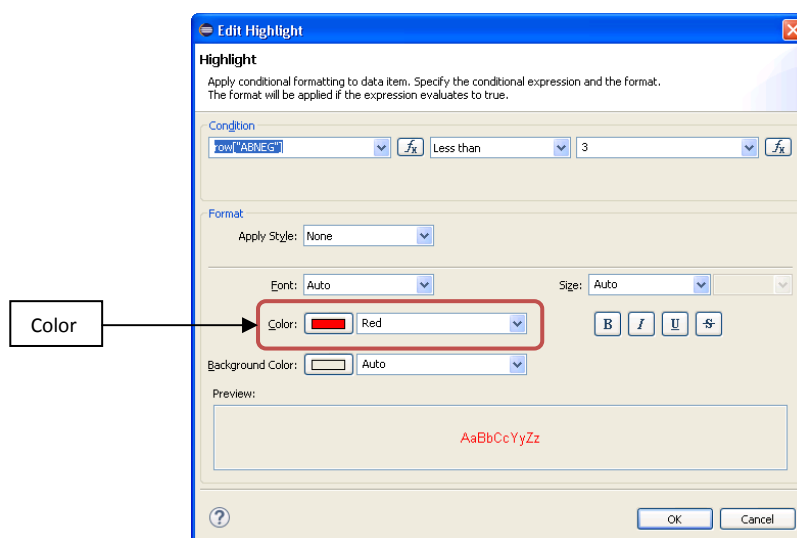 Edit Highlight
Highlight
Apply conditional formatting to data item. Specify the conditional expression and the format.
The format will be applied if the expression evaluates to true.
Condition
row["ABNEG"] fx Less than 3 fx
Format
Apply Style: None
Font: Auto Size: Auto
Color Color: Red B I U S
Background Color: Auto
Preview:
AaBbCcYyZz
? OK Cancel